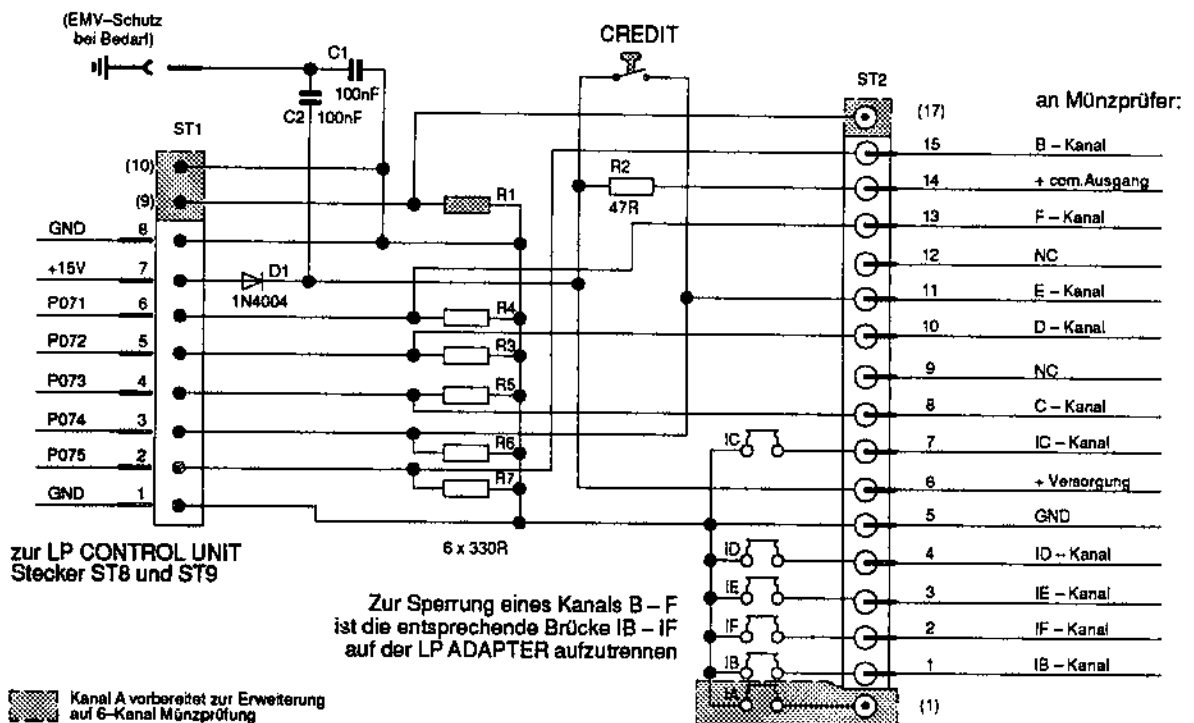 (EMV–Schutz
bei Bedarf)
C1
100nF
C2
100nF
CREDIT
ST2
an Münzprüfer:
ST1
(17)
(10)
15
B – Kanal
R2
47R
14
+ com.Ausgang
(9)
R1
13
F – Kanal
GND
8
12
NC
+15V
7
D1
1N4004
11
E – Kanal
P071
6
R4
10
D – Kanal
P072
5
R3
9
NC
P073
4
R5
8
C – Kanal
P074
3
R6
IC
7
IC – Kanal
P075
2
R7
6
+ Versorgung
GND
1
5
GND
6 x 330R
zur LP CONTROL UNIT
Stecker ST8 und ST9
ID
4
ID – Kanal
IE
3
IE – Kanal
Zur Sperrung eines Kanals B – F
ist die entsprechende Brücke IB – IF
auf der LP ADAPTER aufzutrennen
IF
2
IF – Kanal
IB
1
IB – Kanal
IA
(1)
Kanal A vorbereitet zur Erweiterung
auf 6–Kanal Münzprüfung